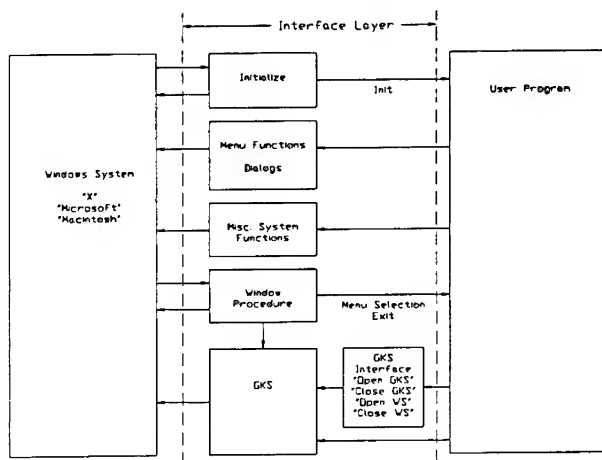 Interface Layer
Initialize
Init
User Program
Menu Functions
Dialogs
Windows System
"X"
"Microsoft"
"Macintosh"
Misc. System
Functions
Window
Procedure
Menu Selection
Exit
GKS
GKS
Interface
"Open GKS"
"Close GKS"
"Open WS"
"Close WS"